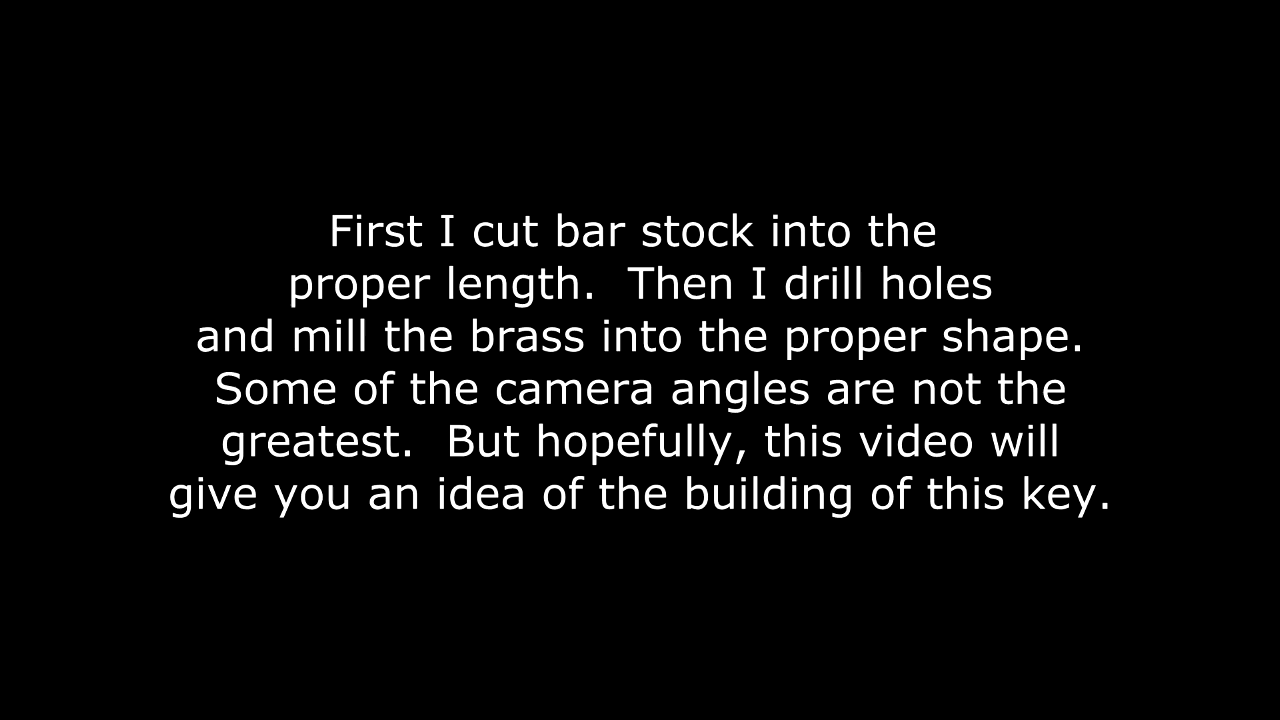 First I cut bar stock into the
proper length.  Then I drill holes
and mill the brass into the proper shape.
Some of the camera angles are not the
greatest.  But hopefully, this video will
give you an idea of the building of this key.